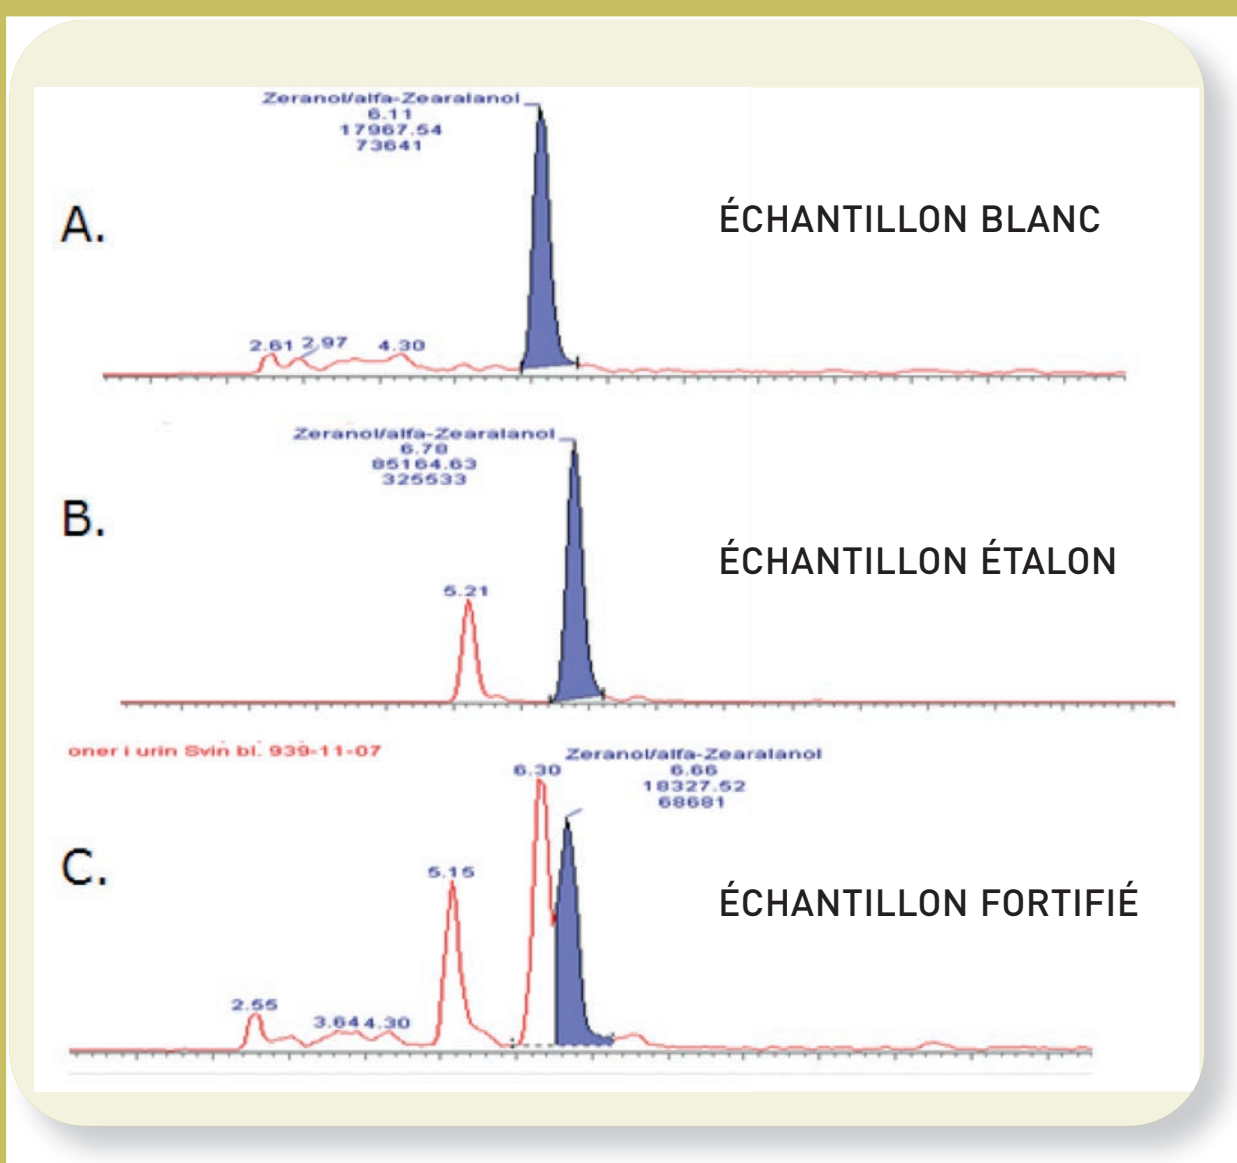 Zeranol/alfa-Zearalanol
6.11
17967.54
73641
A.
ÉCHANTILLON BLANC
2.61 2.97 4.30
Zeranol/alfa-Zearalanol
6.78
85164.63
325533
B.
ÉCHANTILLON ÉTALON
5.21
oner i urin Svin bl. 939-11-07
Zeranol/alfa-Zearalanol
6.30
6.66
18327.52
68681
C.
5.15
ÉCHANTILLON FORTIFIÉ
2.55
3.64 4.30